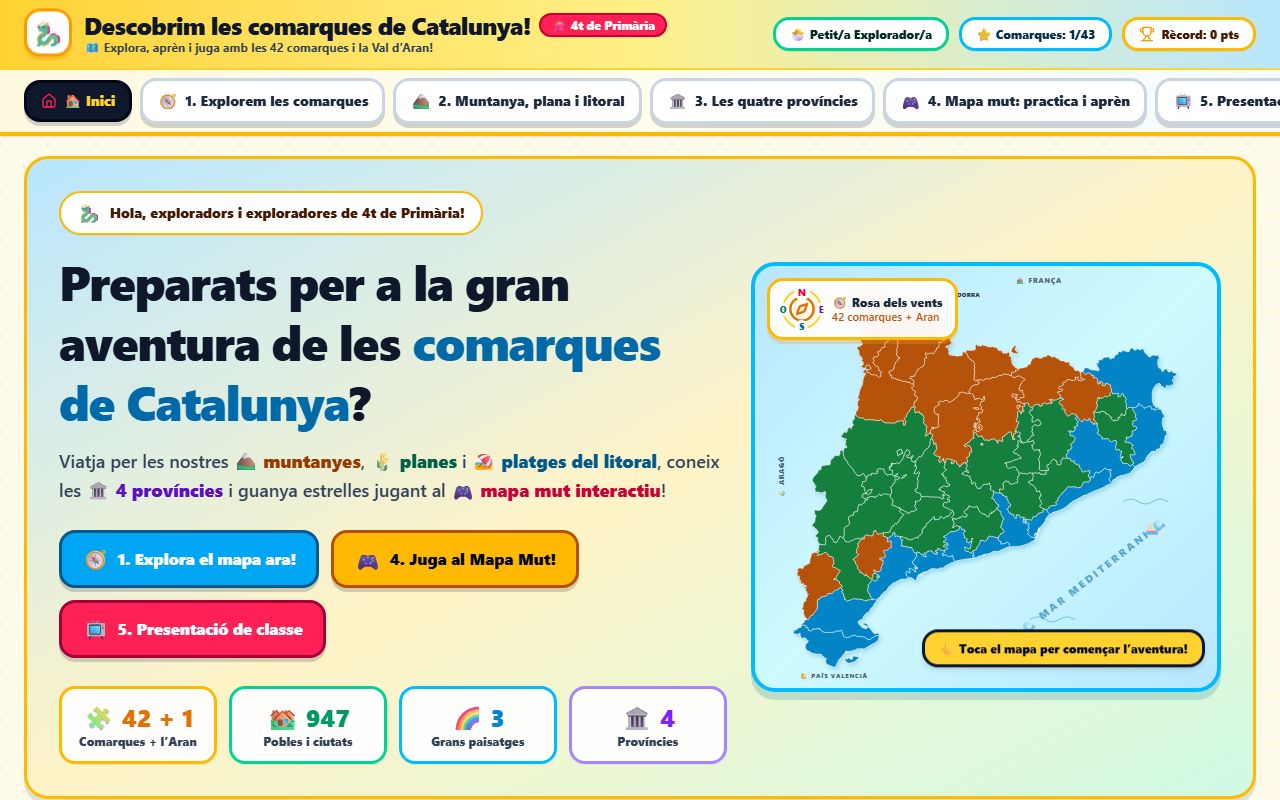 Descobrim les comarques de Catalunya!
4t de Primària
Explora, aprèn i juga amb les 42 comarques i la Val d’Aran!
Petit/a Explorador/a
Comarques: 1/43
Rècord: 0 pts
Inici
1. Explorem les comarques
2. Muntanya, plana i litoral
3. Les quatre províncies
4. Mapa mut: practica i aprèn
5.
Hola, exploradors i exploradores de 4t de Primària!
Preparats per a la gran
aventura de les comarques
de Catalunya?
Viatja per les nostres muntanyes, planes i platges del litoral, coneix
les 4 províncies i guanya estrelles jugant al mapa mut interactiu!
1. Explora el mapa ara!
4. Juga al Mapa Mut!
5. Presentació de classe
42 + 1
Comarques + l’Aran
947
Pobles i ciutats
3
Grans paisatges
4
Províncies
FRANÇA
N
O E
S
Rosa dels vents
42 comarques + Aran
ARAGÓ
MAR MEDITERRANI
Toca el mapa per començar l’aventura!
PAÍS VALENCIÀ